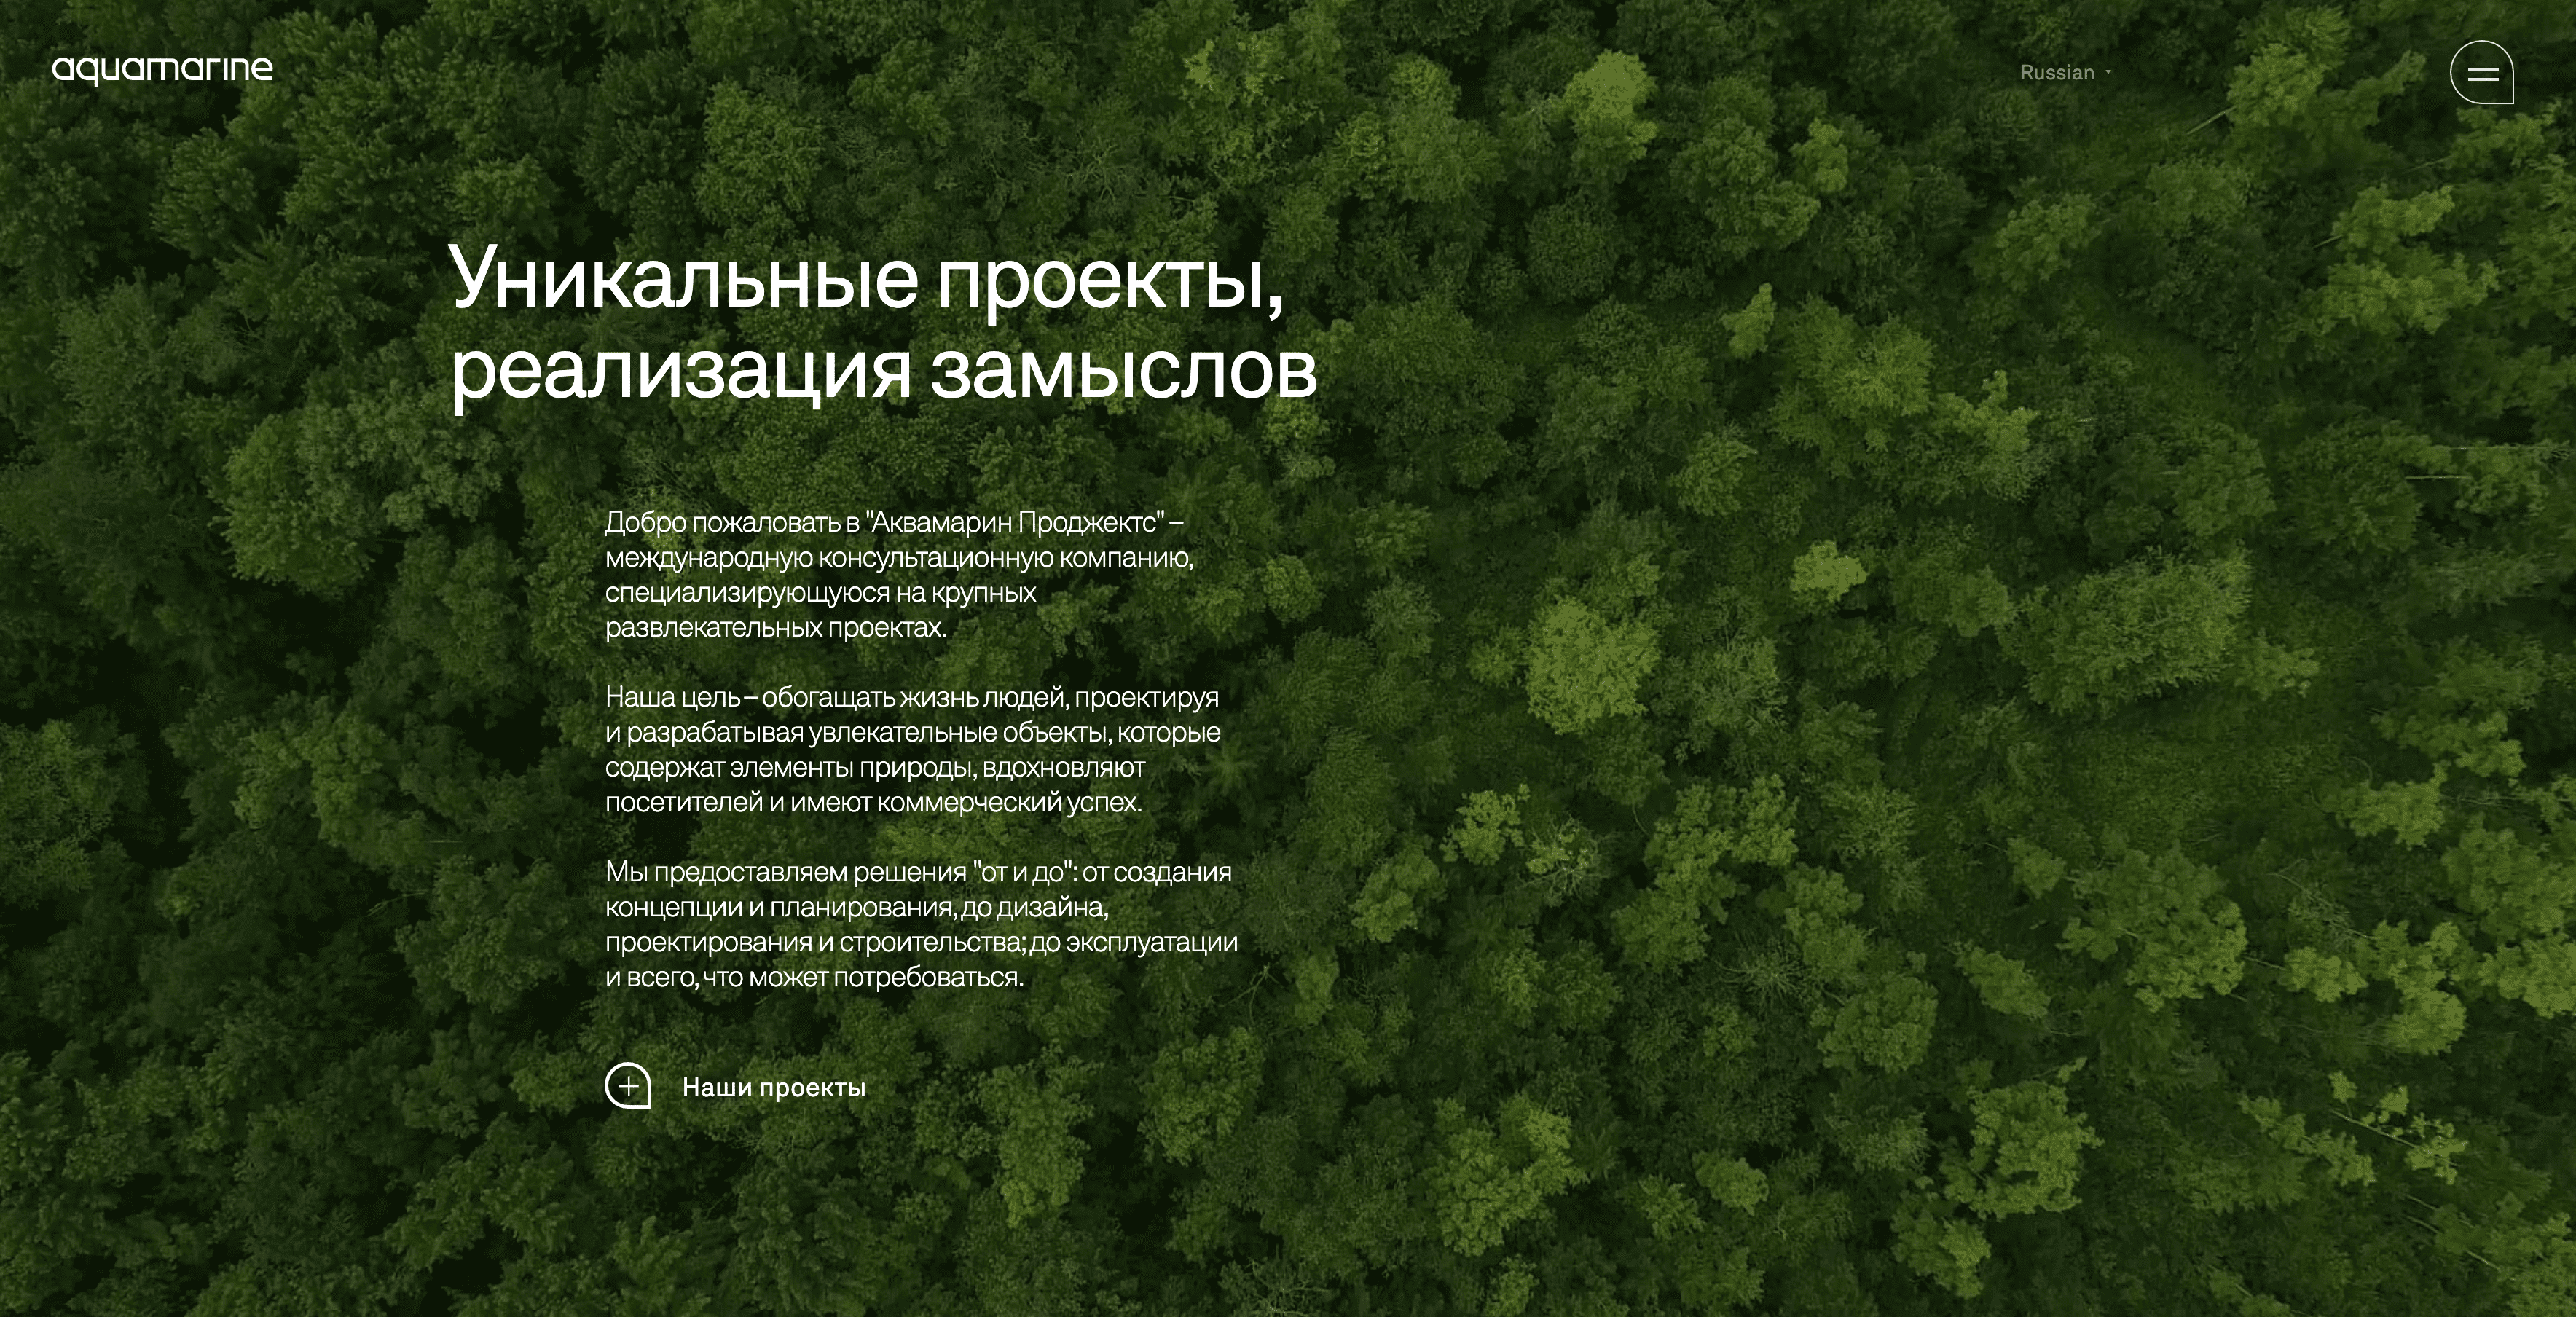 aquamarine
Russian
Уникальные проекты,
реализация замыслов
Добро пожаловать в "Аквамарин Проджектс" –
международную консультационную компанию,
специализирующуюся на крупных
развлекательных проектах.
Наша цель – обогащать жизнь людей, проектируя
и разрабатывая увлекательные объекты, которые
содержат элементы природы, вдохновляют
посетителей и имеют коммерческий успех.
Мы предоставляем решения "от и до": от создания
концепции и планирования, до дизайна,
проектирования и строительства; до эксплуатации
и всего, что может потребоваться.
Наши проекты